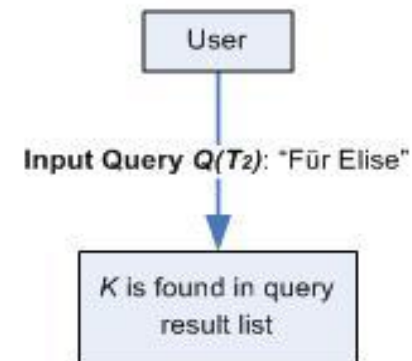 User
Input Query Q(T₂): "Für Elise"
K is found in query
result list